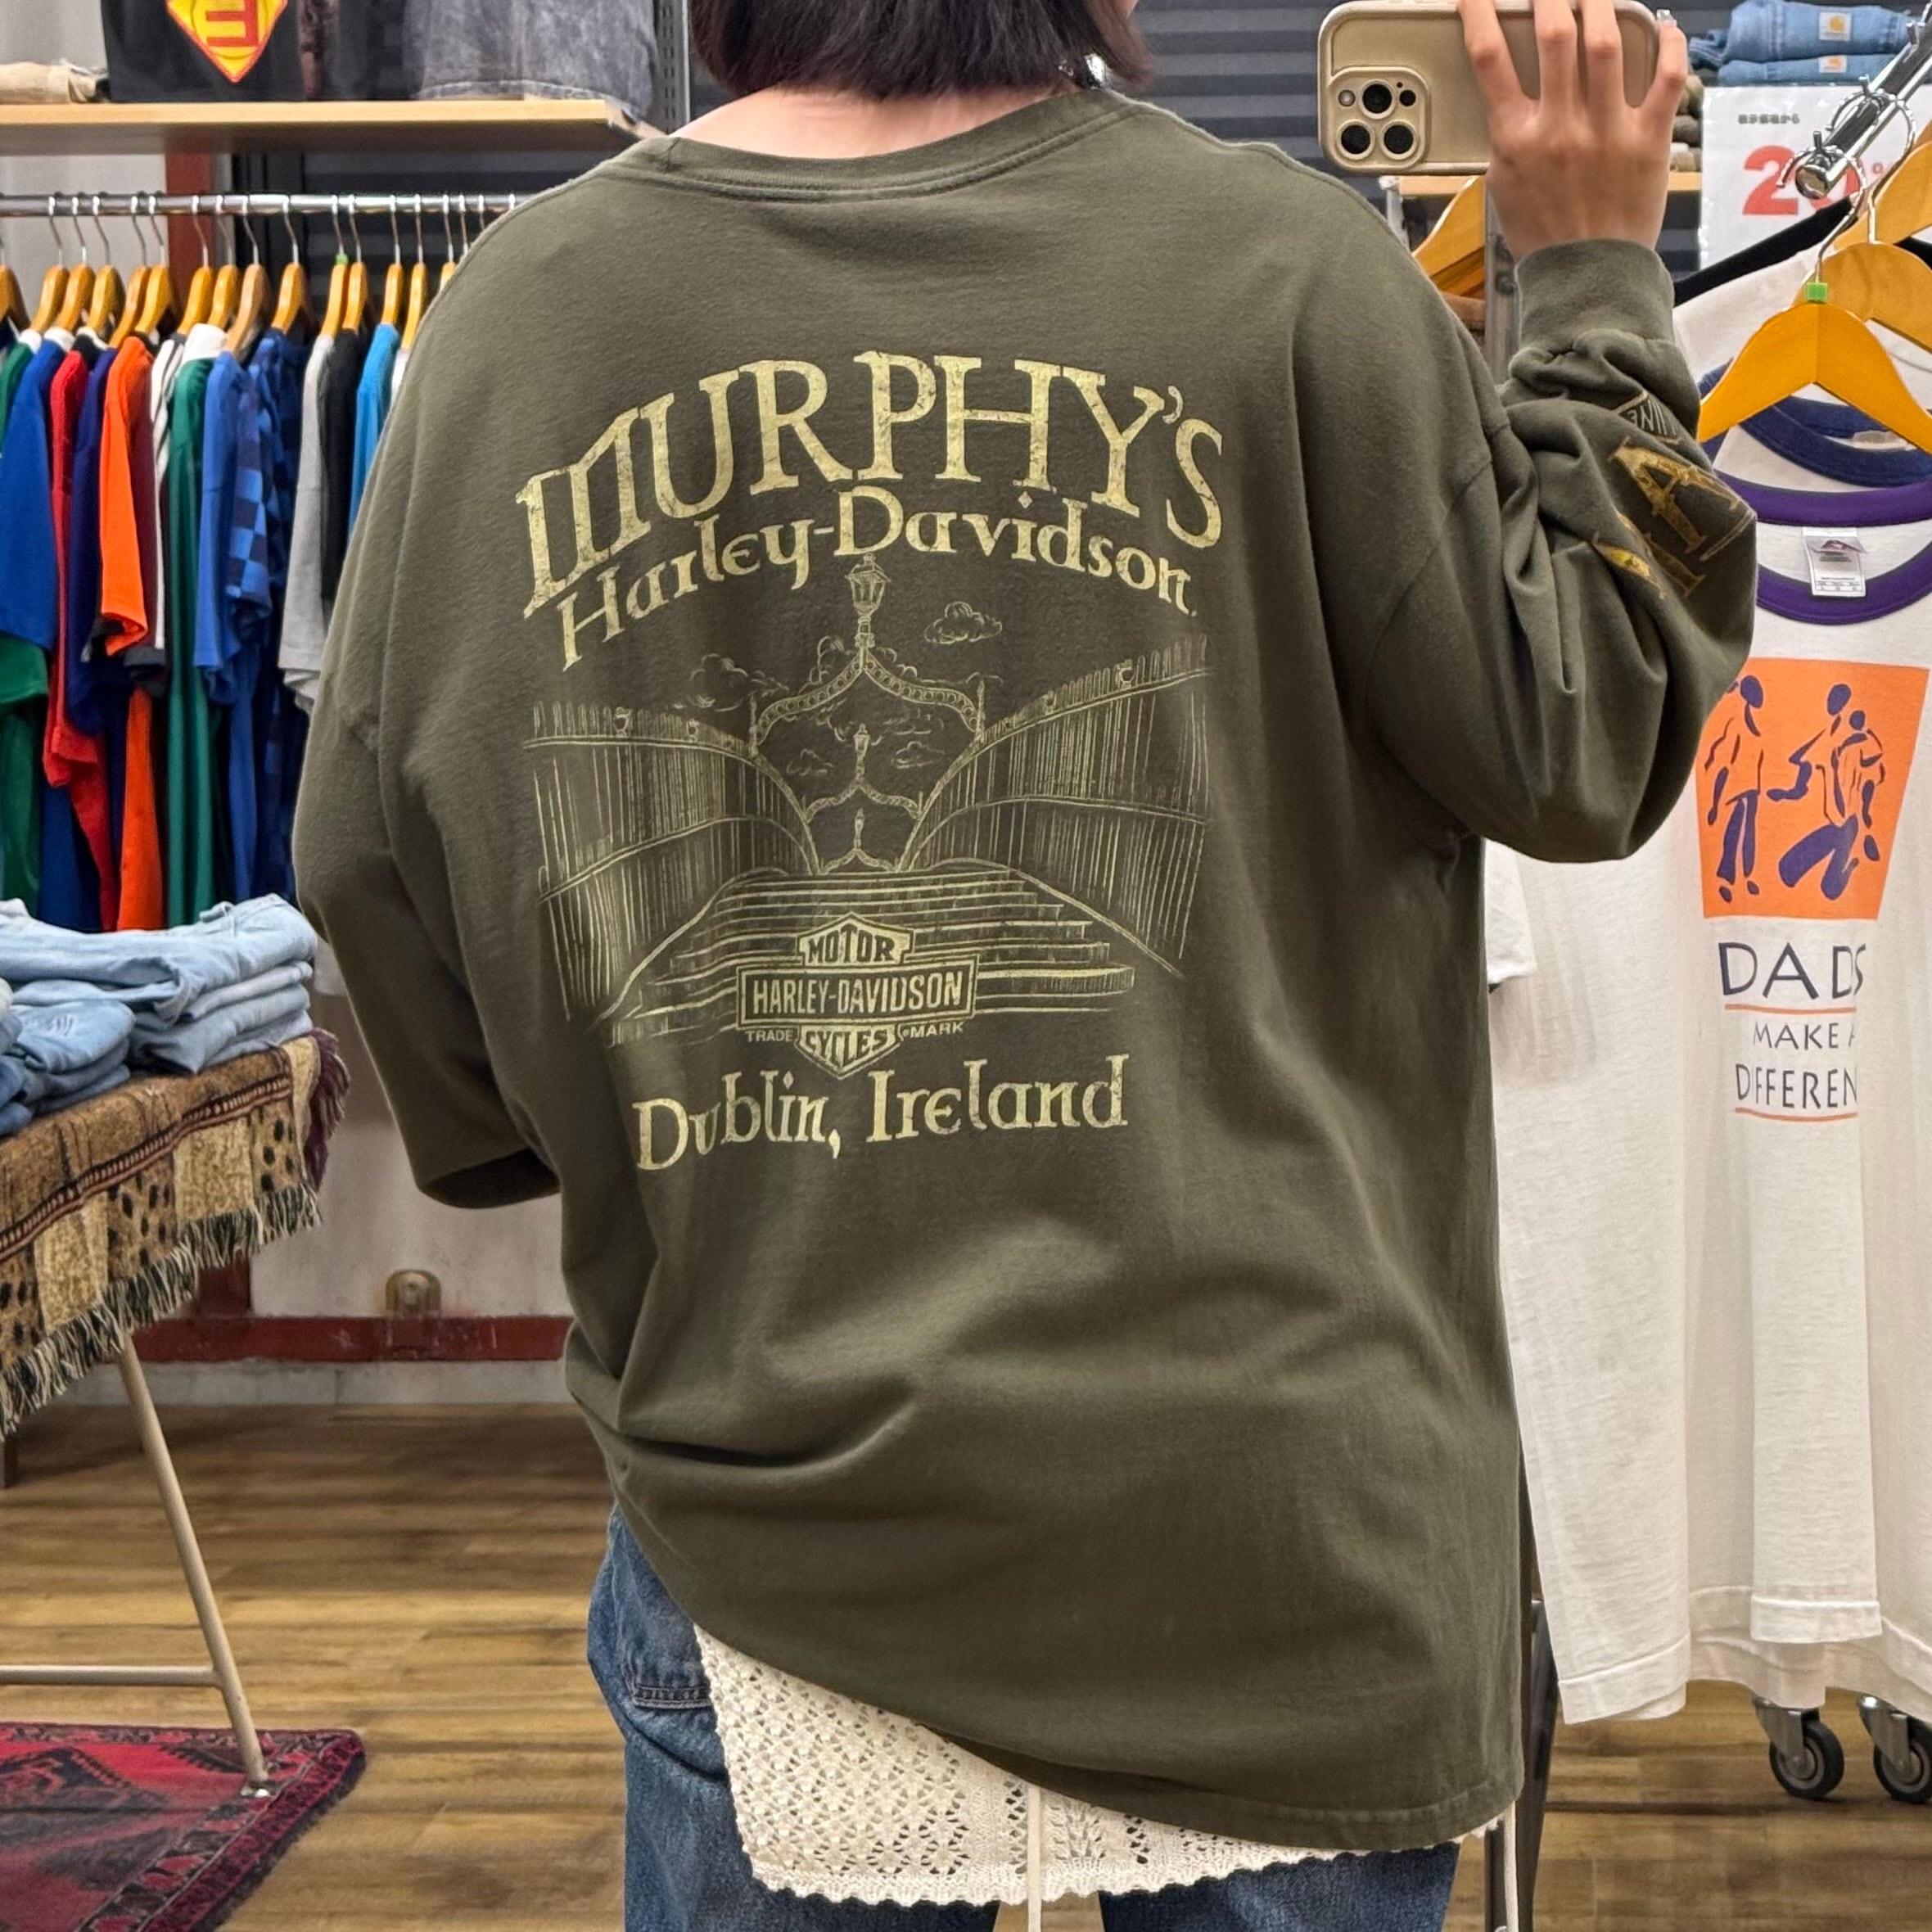 MURPHY'S
Harley-Davidson
MOTOR
HARLEY-DAVIDSON
TRADE CYCLES MARK
Dublin, Ireland
DADS
MAKE A
DIFFEREN